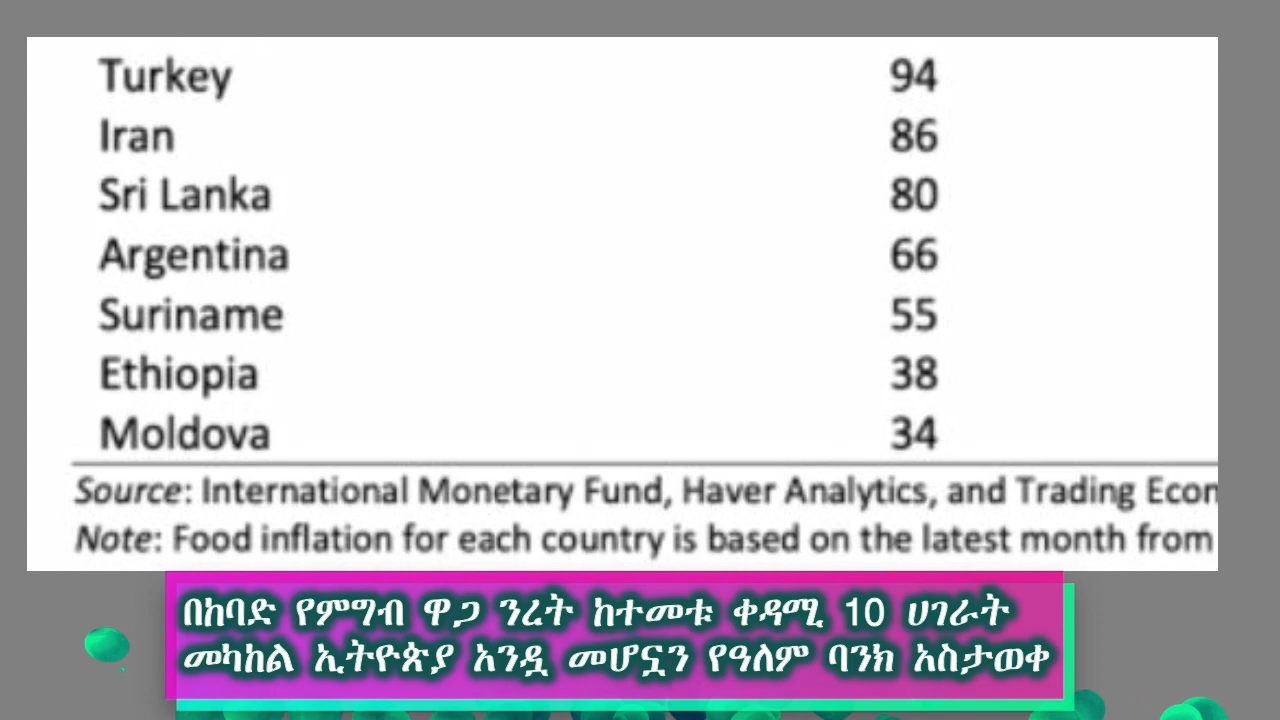 Turkey 94
Iran 86
Sri Lanka 80
Argentina 66
Suriname 55
Ethiopia 38
Moldova 34
Source: International Monetary Fund, Haver Analytics, and Trading Econ
Note: Food inflation for each country is based on the latest month from
በከባድ የምግብ ዋጋ ንረት ከተመቱ ቀዳሚ 10 ሀገራት
መካከል ኢትዮጵያ አንዷ መሆኗን የዓለም ባንክ አስታወቀ